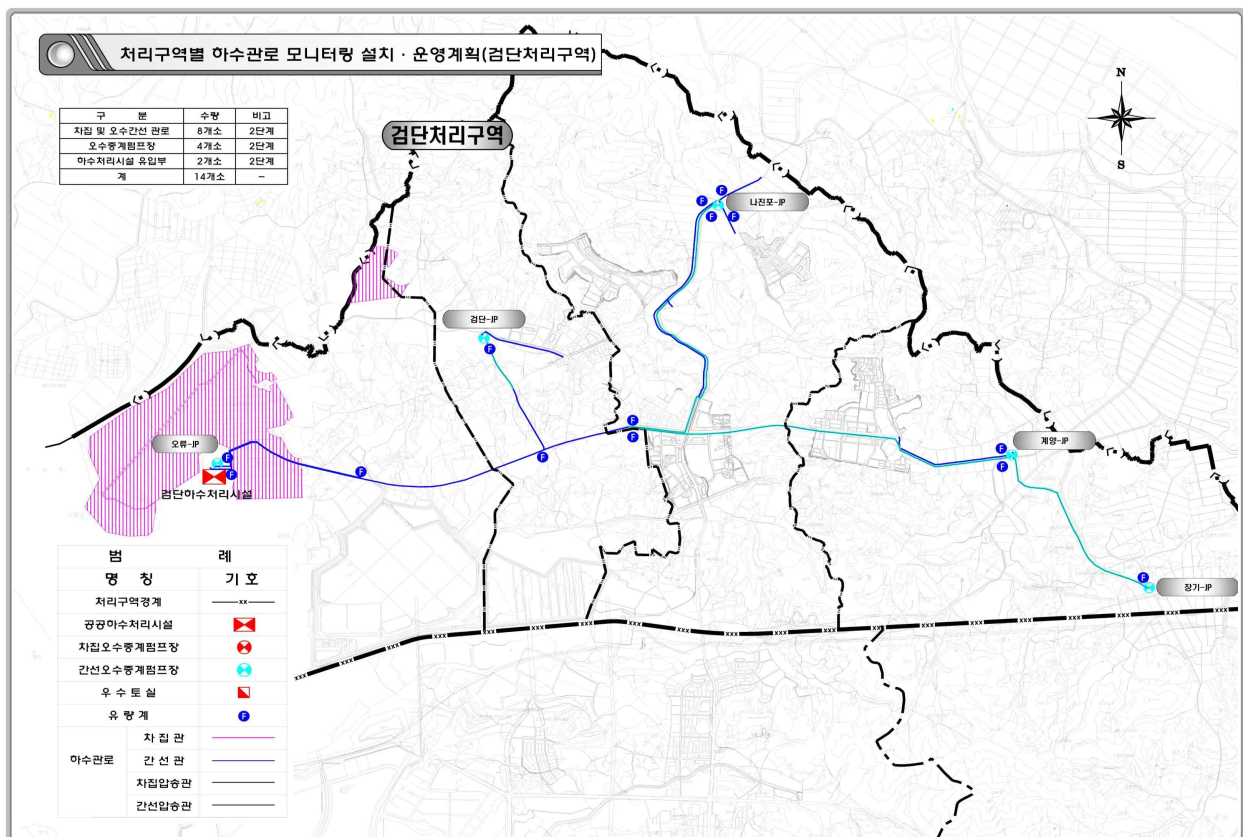 처리구역별 하수관로 모니터링 설치 · 운영계획(검단처리구역)
구 분 수량 비고
차집 및 오수간선 관로 8개소 2단계
오수중계펌프장 4개소 2단계
하수처리시설 유입부 2개소 2단계
계 14개소 -
검단처리구역
N
S
F
나진포-JP
F F F
검단-JP
F
F
F
오류-JP
F
F
F
F
검단하수처리시설
계양-JP
F
F
F
장기-JP
범 례
명 칭 기 호
처리구역경계 xx
공공하수처리시설
차집오수중계펌프장
간선오수중계펌프장
우 수 토 실
유 량 계 F
하수관로
차 집 관
간 선 관
차집압송관
간선압송관